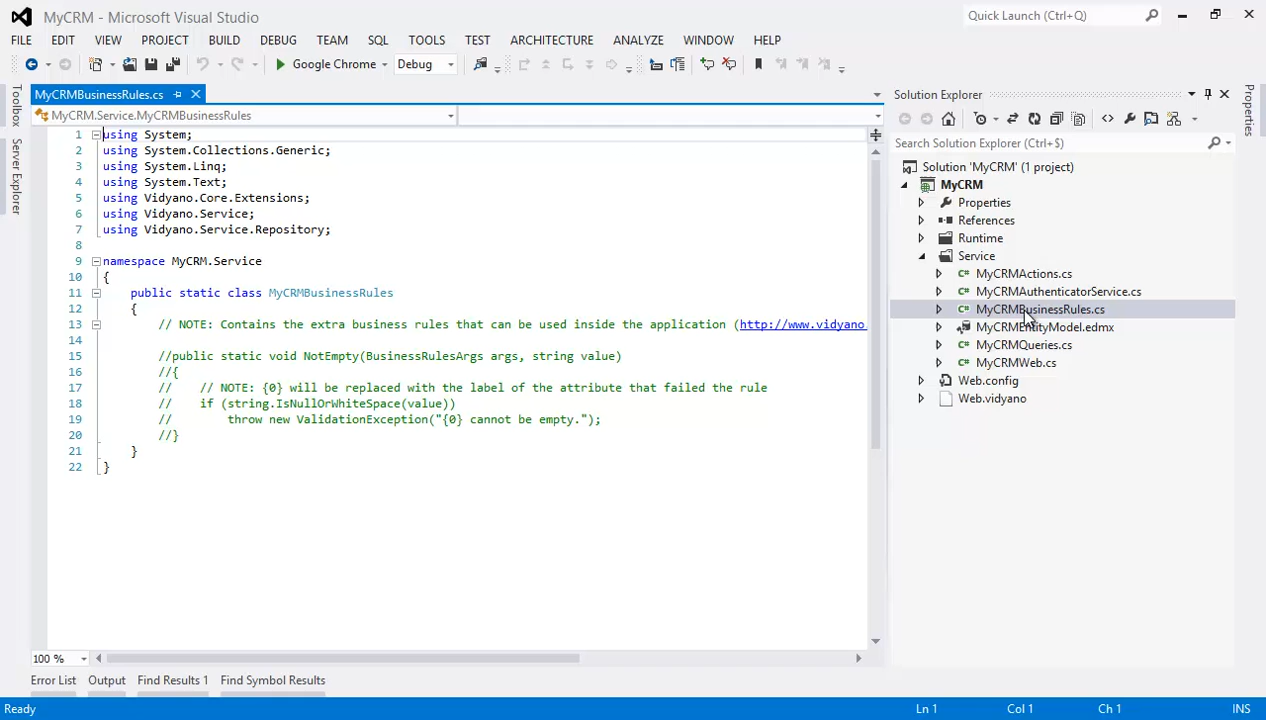 MyCRM - Microsoft Visual Studio
Quick Launch (Ctrl+Q)
FILE EDIT VIEW PROJECT BUILD DEBUG TEAM SQL TOOLS TEST ARCHITECTURE ANALYZE WINDOW HELP
Google Chrome Debug
Toolbox
Server Explorer
MyCRMBusinessRules.cs
MyCRM.Service.MyCRMBusinessRules
1 using System;
2 using System.Collections.Generic;
3 using System.Linq;
4 using System.Text;
5 using Vidyano.Core.Extensions;
6 using Vidyano.Service;
7 using Vidyano.Service.Repository;
8
9 namespace MyCRM.Service
10 {
11 public static class MyCRMBusinessRules
12 {
13 // NOTE: Contains the extra business rules that can be used inside the application (http://www.vidyano.
14
15 //public static void NotEmpty(BusinessRulesArgs args, string value)
16 //{
17 // // NOTE: {0} will be replaced with the label of the attribute that failed the rule
18 // if (string.IsNullOrWhiteSpace(value))
19 // throw new ValidationException("{0} cannot be empty.");
20 //}
21 }
22 }
100 %
Solution Explorer
Search Solution Explorer (Ctrl+$)
Solution 'MyCRM' (1 project)
MyCRM
Properties
References
Runtime
Service
MyCRMActions.cs
MyCRMAuthenticatorService.cs
MyCRMBusinessRules.cs
MyCRMEntityModel.edmx
MyCRMQueries.cs
MyCRMWeb.cs
Web.config
Web.vidyano
Properties
Error List Output Find Results 1 Find Symbol Results
Ready Ln 1 Col 1 Ch 1 INS